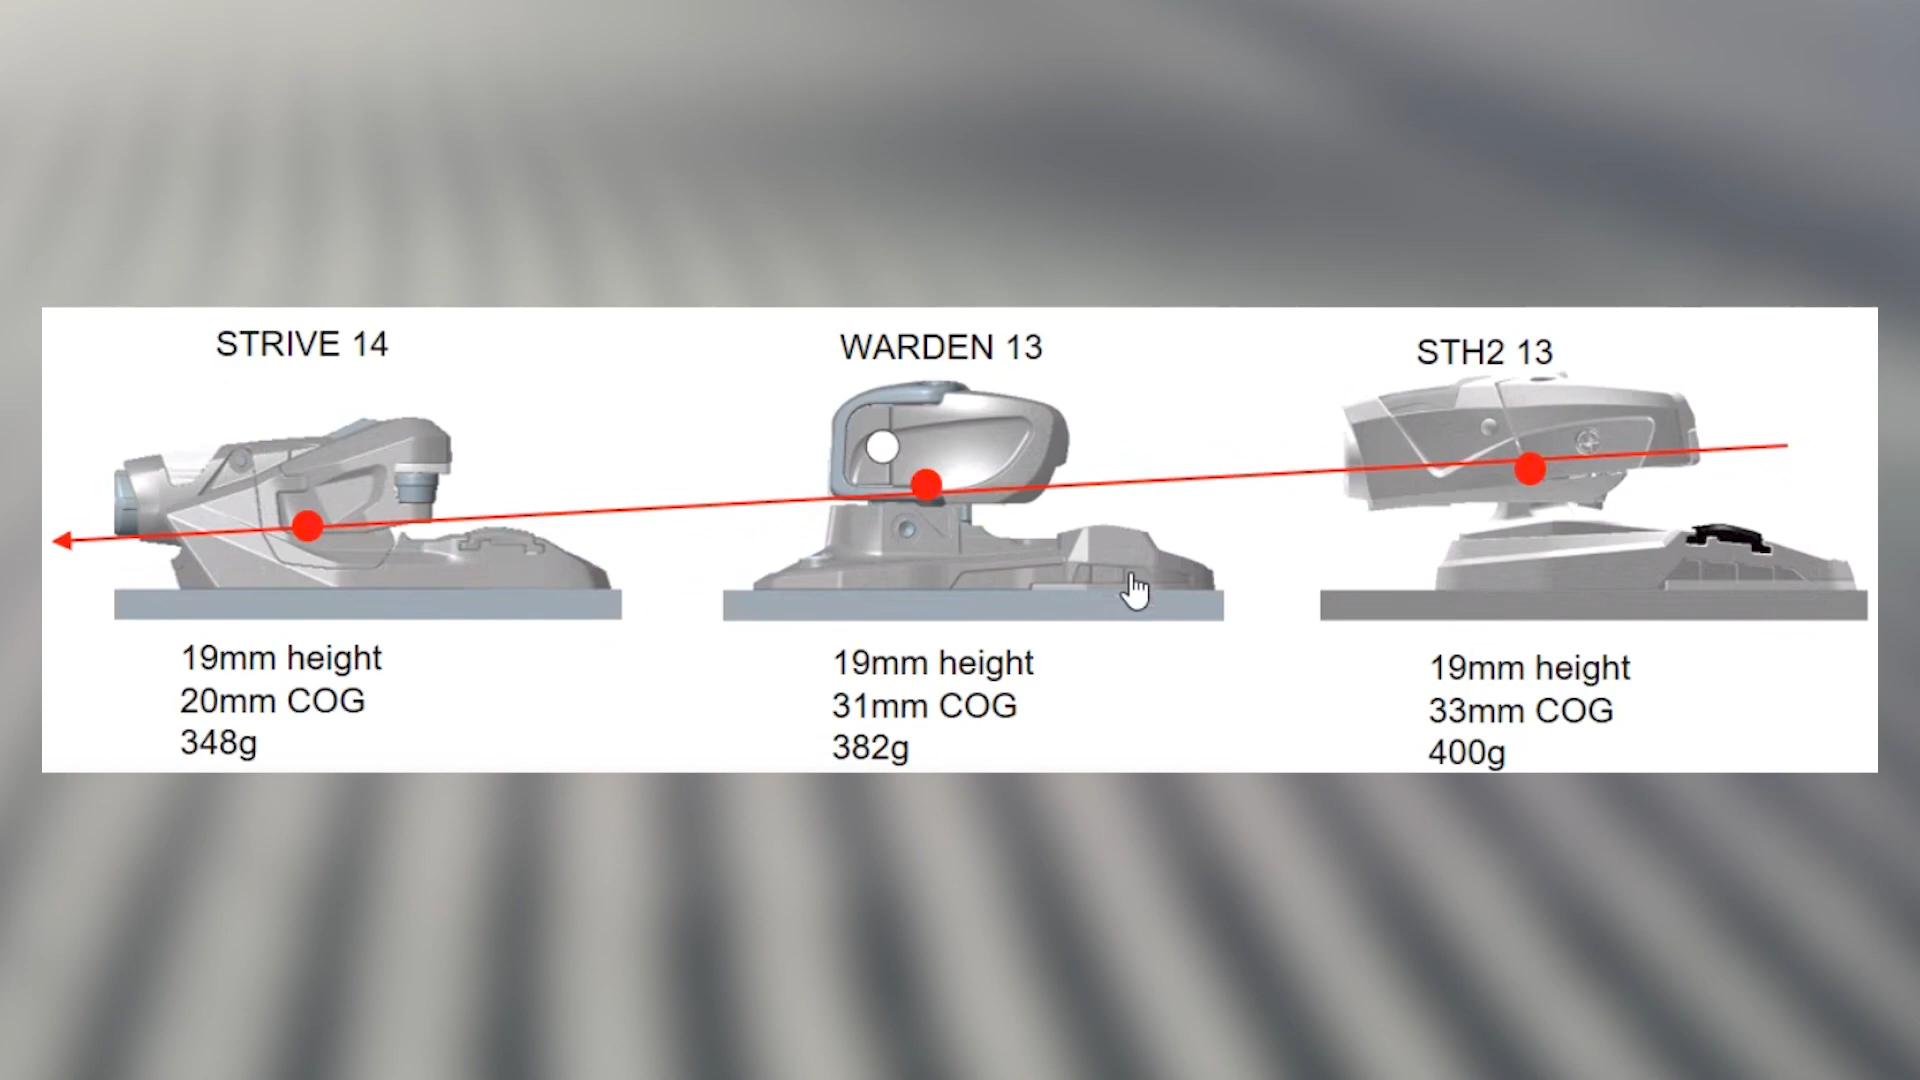 STRIVE 14
19mm height
20mm COG
348g
WARDEN 13
19mm height
31mm COG
382g
STH2 13
19mm height
33mm COG
400g